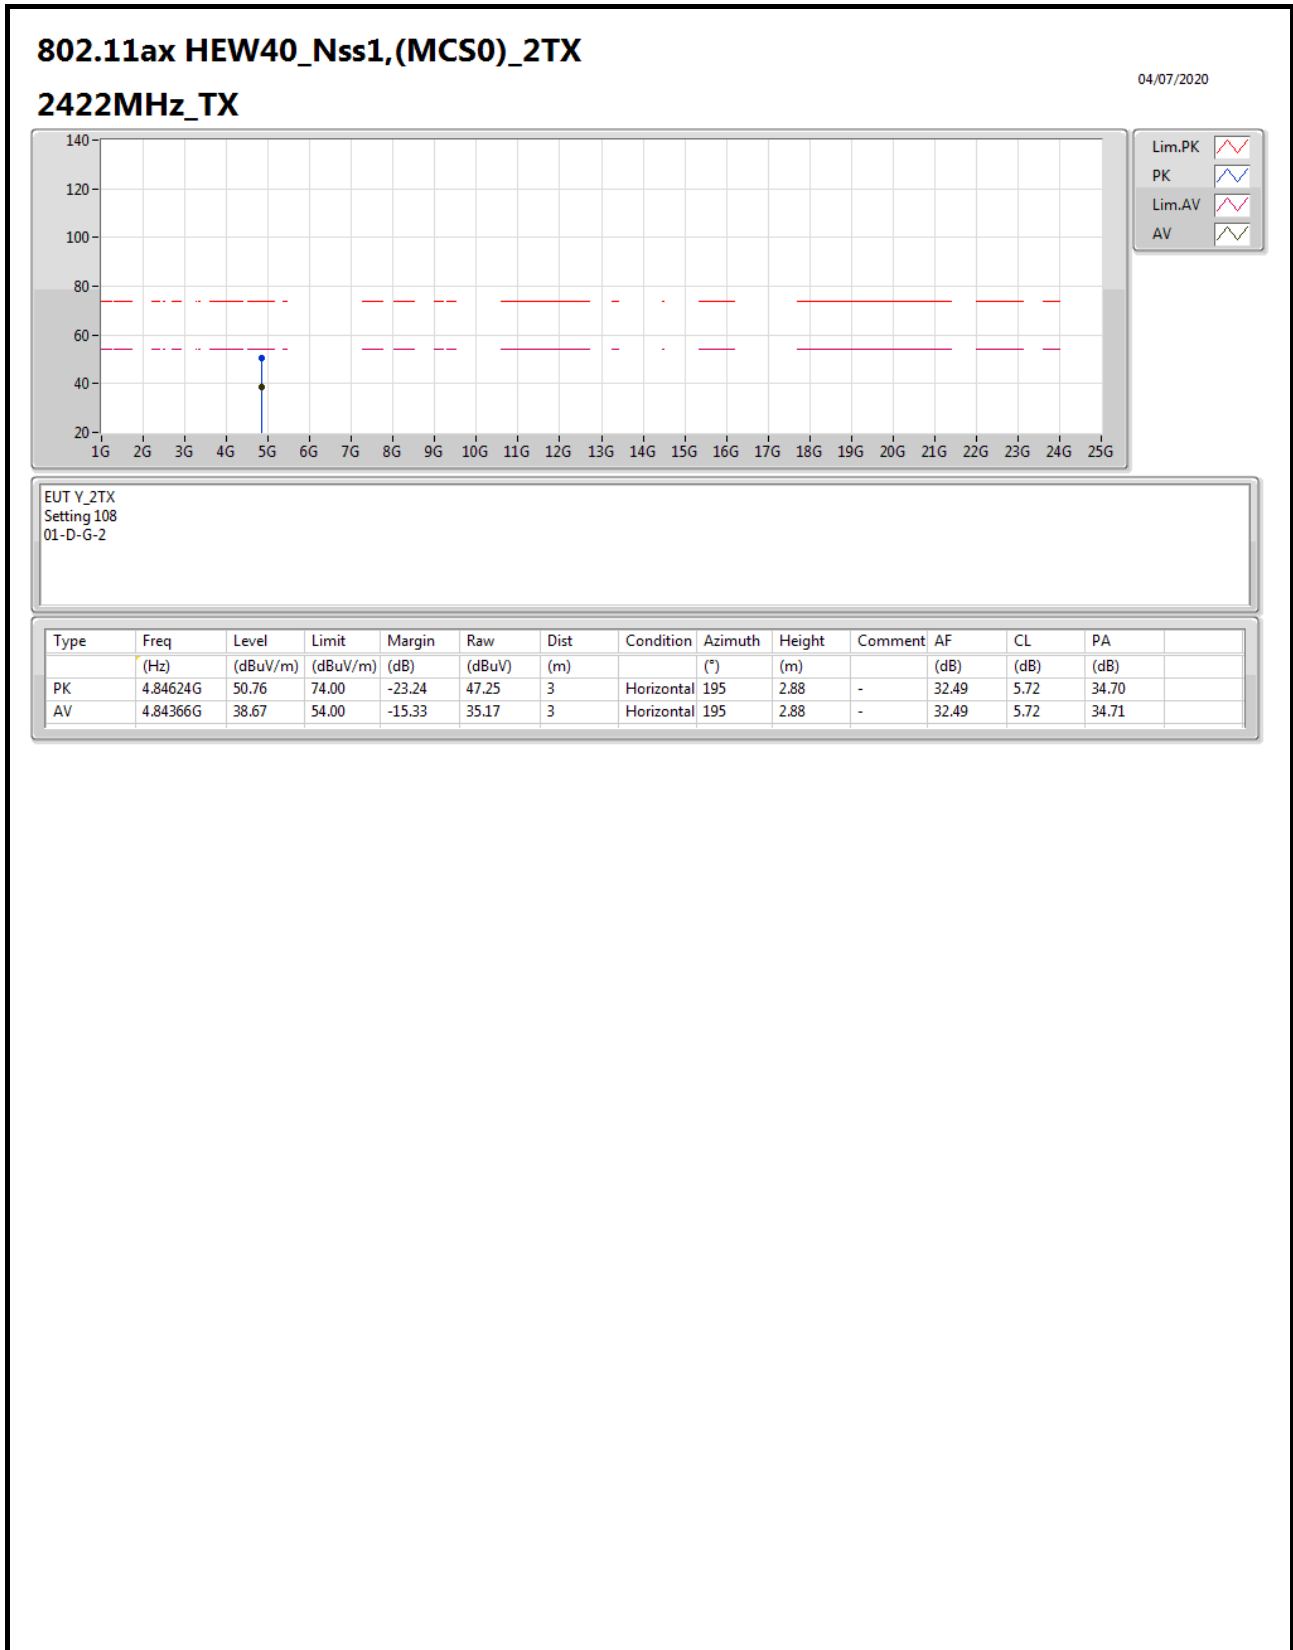 802.11ax HEW40_Nss1,(MCS0)_2TX
04/07/2020
2422MHz_TX
140
120
100
80
60
40
20
1G 2G 3G 4G 5G 6G 7G 8G 9G 10G 11G 12G 13G 14G 15G 16G 17G 18G 19G 20G 21G 22G 23G 24G 25G
Lim.PK
PK
Lim.AV
AV
EUT Y_2TX
Setting 108
01-D-G-2
Type Freq Level Limit Margin Raw Dist Condition Azimuth Height Comment AF CL PA
(Hz) (dBuV/m) (dBuV/m) (dB) (dBuV) (m) (°) (m) (dB) (dB) (dB)
PK 4.84624G 50.76 74.00 -23.24 47.25 3 Horizontal 195 2.88 - 32.49 5.72 34.70
AV 4.84366G 38.67 54.00 -15.33 35.17 3 Horizontal 195 2.88 - 32.49 5.72 34.71